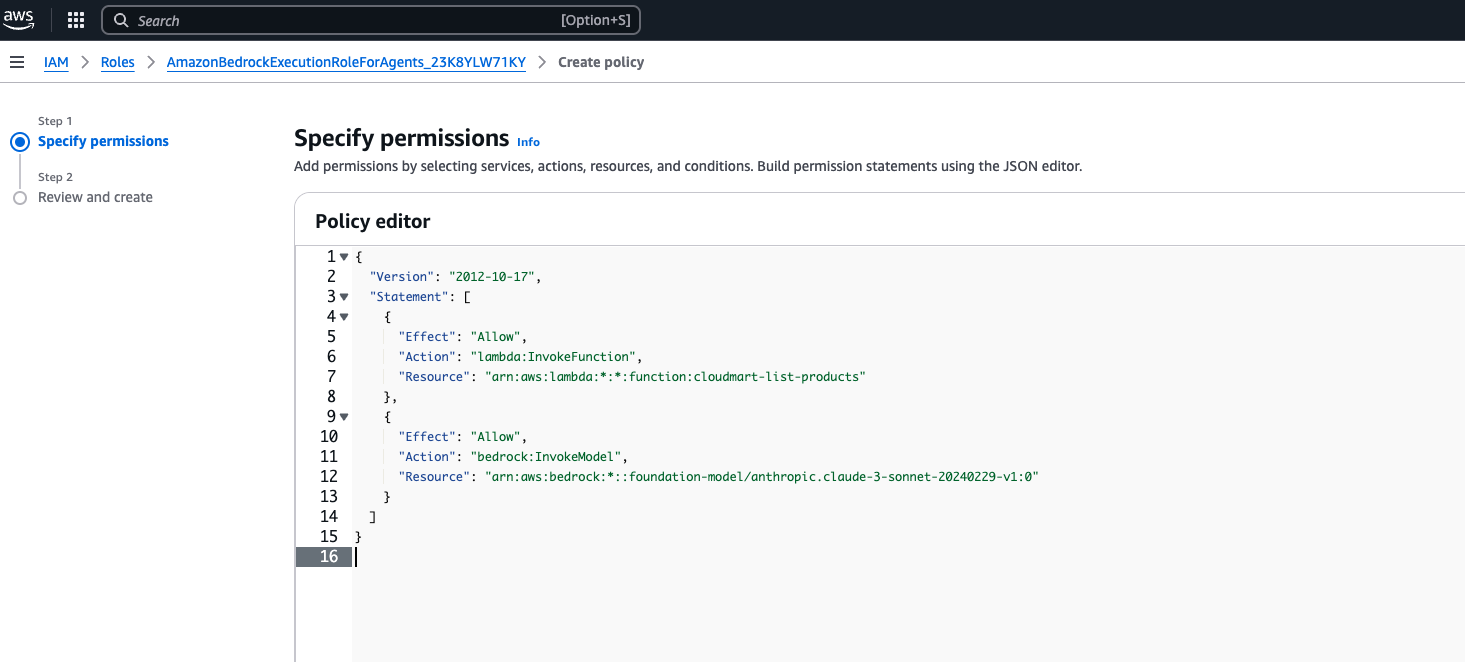 aws
Search [Option+S]
IAM > Roles > AmazonBedrockExecutionRoleForAgents_23K8YLW71KY > Create policy
Step 1
Specify permissions
Step 2
Review and create
Specify permissions Info
Add permissions by selecting services, actions, resources, and conditions. Build permission statements using the JSON editor.
Policy editor
1 {
2   "Version": "2012-10-17",
3   "Statement": [
4     {
5       "Effect": "Allow",
6       "Action": "lambda:InvokeFunction",
7       "Resource": "arn:aws:lambda:*:*:function:cloudmart-list-products"
8     },
9     {
10       "Effect": "Allow",
11       "Action": "bedrock:InvokeModel",
12       "Resource": "arn:aws:bedrock:*::foundation-model/anthropic.claude-3-sonnet-20240229-v1:0"
13     }
14   ]
15 }
16